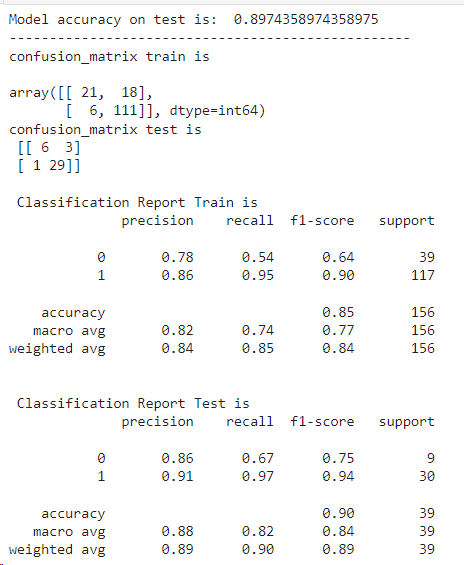 Model accuracy on test is:  0.8974358974358975
--------------------------------------------------
confusion_matrix train is
array([[ 21,  18],
       [  6, 111]], dtype=int64)
confusion_matrix test is
 [[ 6  3]
 [ 1 29]]
 Classification Report Train is
              precision    recall  f1-score   support
           0       0.78      0.54      0.64        39
           1       0.86      0.95      0.90       117
    accuracy                           0.85       156
   macro avg       0.82      0.74      0.77       156
weighted avg       0.84      0.85      0.84       156
 Classification Report Test is
              precision    recall  f1-score   support
           0       0.86      0.67      0.75         9
           1       0.91      0.97      0.94        30
    accuracy                           0.90        39
   macro avg       0.88      0.82      0.84        39
weighted avg       0.89      0.90      0.89        39